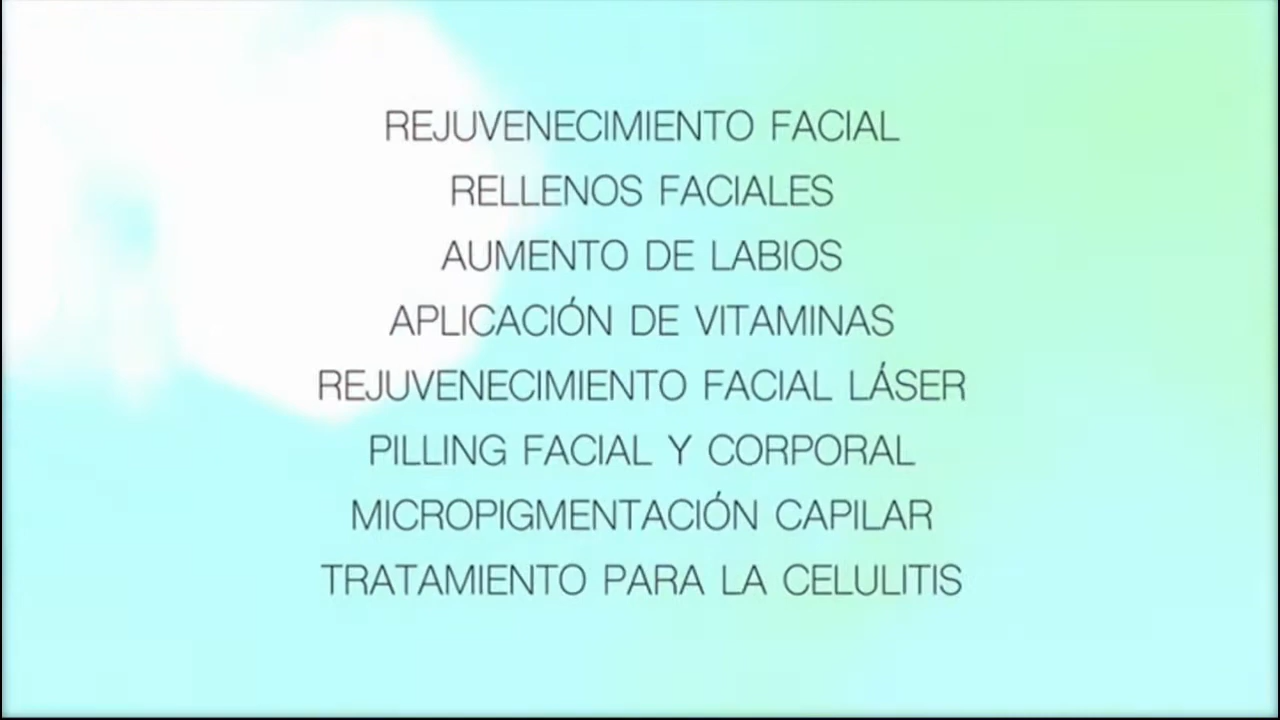 REJUVENECIMIENTO FACIAL
RELLENOS FACIALES
AUMENTO DE LABIOS
APLICACIÓN DE VITAMINAS
REJUVENECIMIENTO FACIAL LÁSER
PILLING FACIAL Y CORPORAL
MICROPIGMENTACIÓN CAPILAR
TRATAMIENTO PARA LA CELULITIS